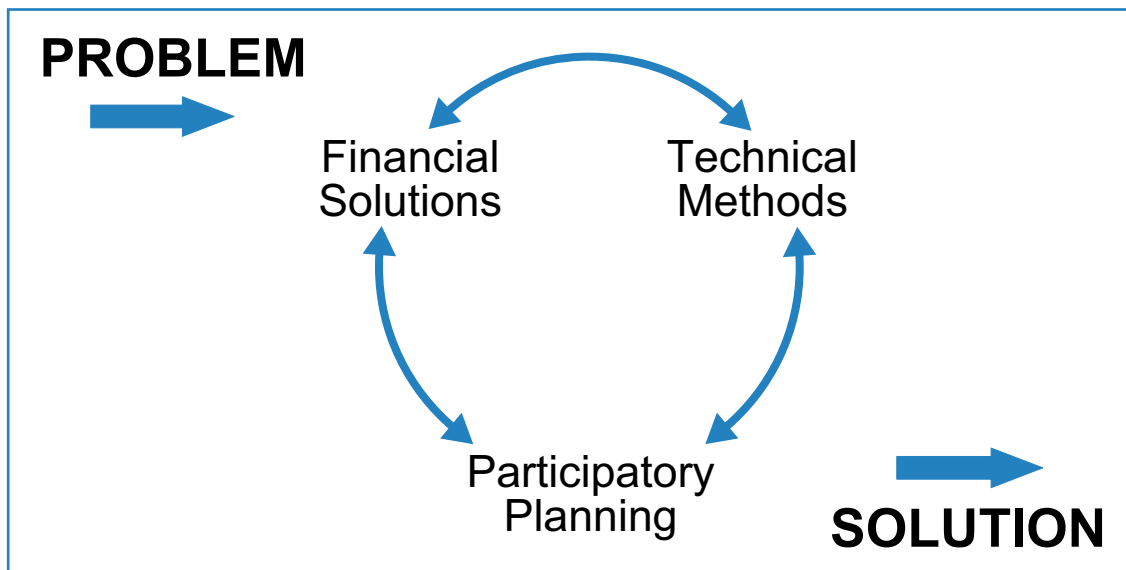 PROBLEM
Financial
Solutions
Technical
Methods
Participatory
Planning
SOLUTION